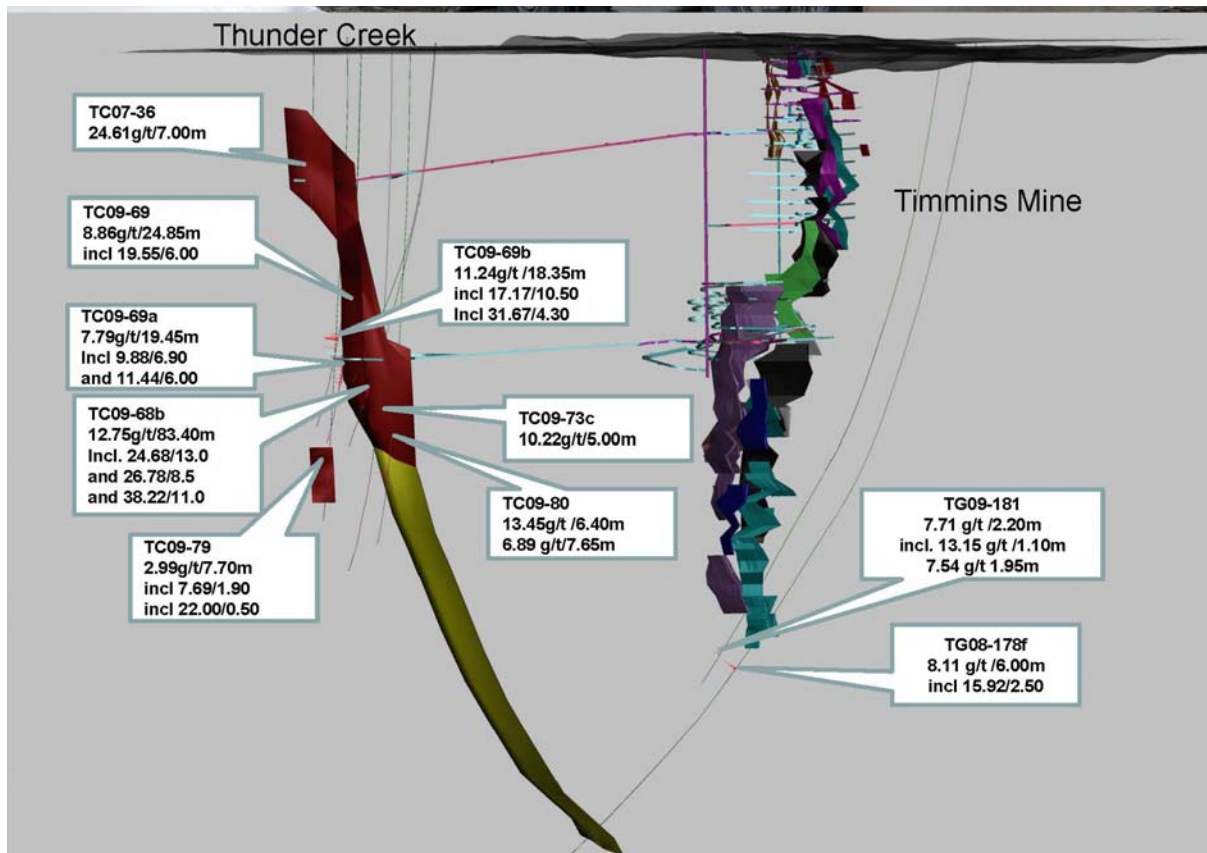 Thunder Creek
TC07-36
24.61g/t/7.00m
TC09-69
8.86g/t/24.85m
incl 19.55/6.00
TC09-69b
11.24g/t /18.35m
incl 17.17/10.50
Incl 31.67/4.30
TC09-69a
7.79g/t/19.45m
Incl 9.88/6.90
and 11.44/6.00
TC09-68b
12.75g/t/83.40m
Incl. 24.68/13.0
and 26.78/8.5
and 38.22/11.0
TC09-73c
10.22g/t/5.00m
TC09-80
13.45g/t /6.40m
6.89 g/t/7.65m
TC09-79
2.99g/t/7.70m
incl 7.69/1.90
incl 22.00/0.50
Timmins Mine
TG09-181
7.71 g/t /2.20m
incl. 13.15 g/t /1.10m
7.54 g/t 1.95m
TG08-178f
8.11 g/t /6.00m
incl 15.92/2.50